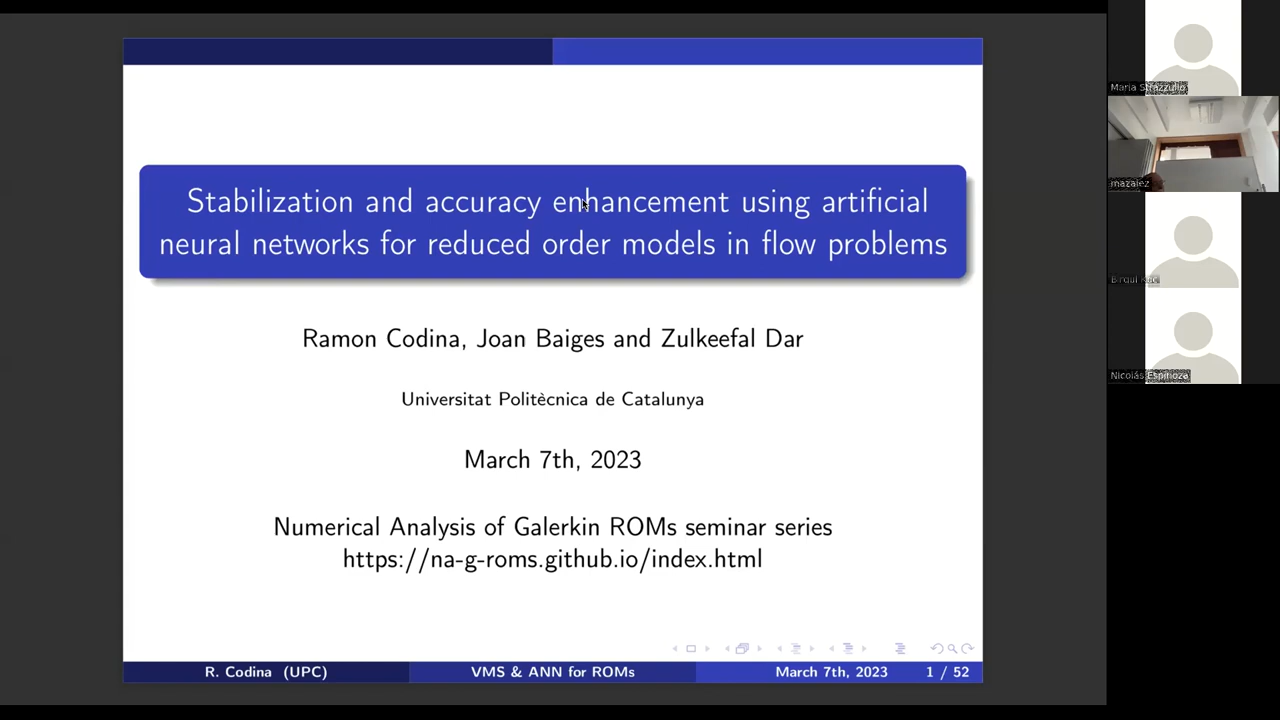 Stabilization and accuracy enhancement using artificial
neural networks for reduced order models in flow problems
Ramon Codina, Joan Baiges and Zulkeefal Dar
Universitat Politècnica de Catalunya
March 7th, 2023
Numerical Analysis of Galerkin ROMs seminar series
https://na-g-roms.github.io/index.html
R. Codina (UPC)
VMS & ANN for ROMs
March 7th, 2023
1 / 52
Maria Strazzullo
mazaiez
Nicolás Espinoza